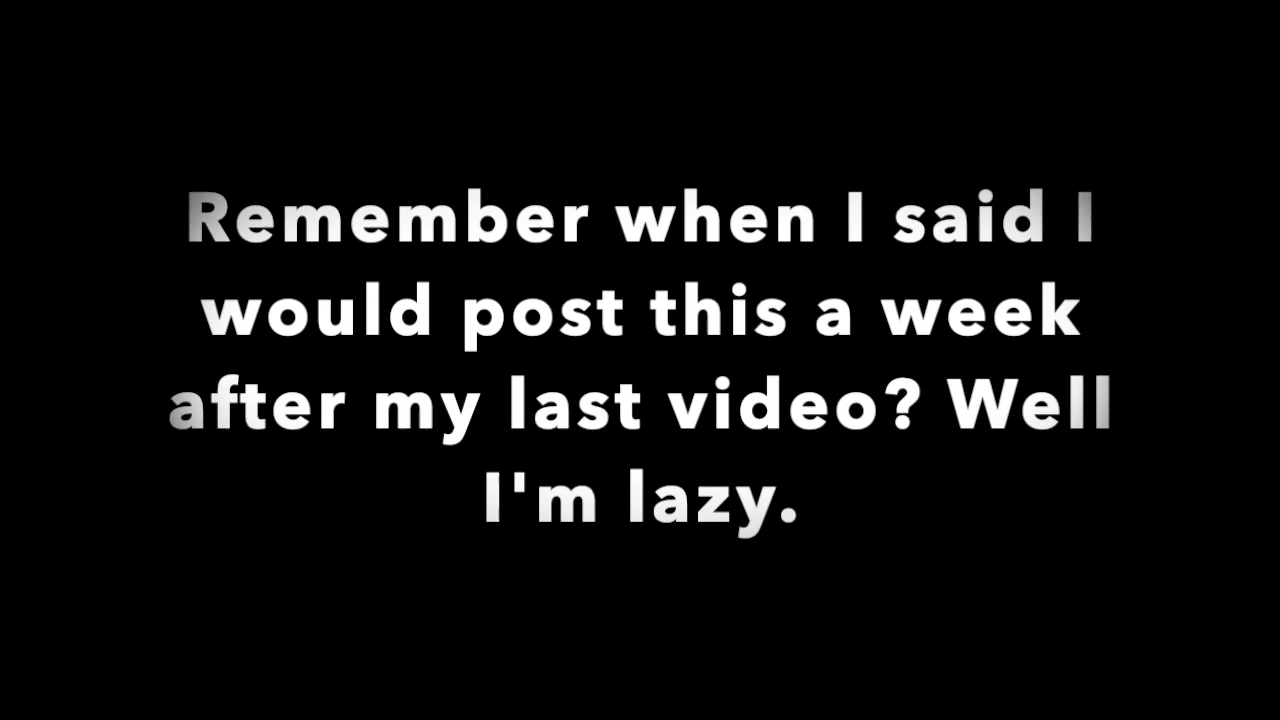 Remember when I said I
would post this a week
after my last video? Well
I'm lazy.